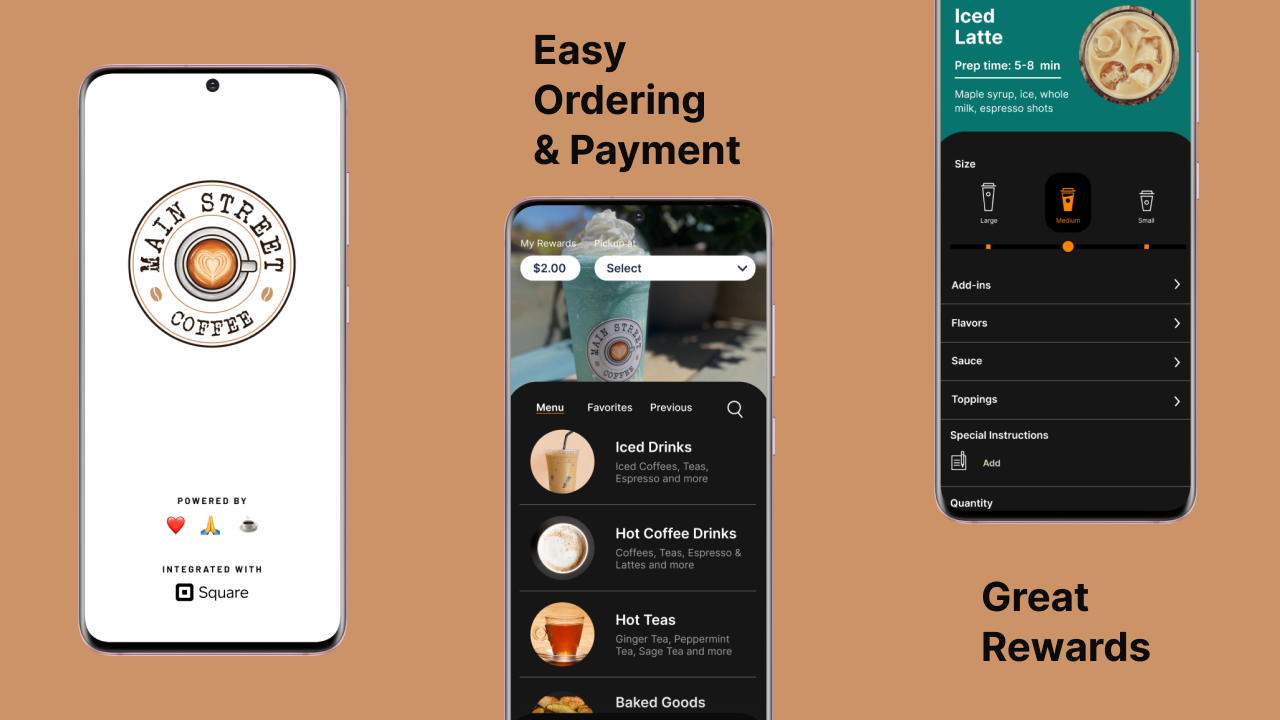 MAIN STREET
COFFEE
POWERED BY
INTEGRATED WITH
Square
Easy
Ordering
& Payment
My Rewards
Pickup at
$2.00
Select
MAIN STREET
COFFEE
Menu
Favorites
Previous
Iced Drinks
Iced Coffees, Teas,
Espresso and more
Hot Coffee Drinks
Coffees, Teas, Espresso &
Lattes and more
Hot Teas
Ginger Tea, Peppermint
Tea, Sage Tea and more
Baked Goods
Iced
Latte
Prep time: 5-8 min
Maple syrup, ice, whole
milk, espresso shots
Size
Large
Medium
Small
Add-ins
Flavors
Sauce
Toppings
Special Instructions
Add
Quantity
Great
Rewards